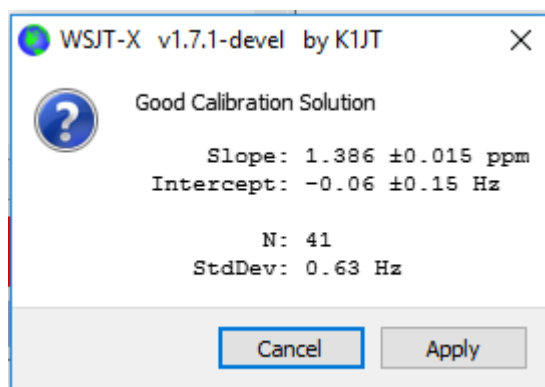 WSJT-X v1.7.1-devel by K1JT
Good Calibration Solution
Slope: 1.386 ±0.015 ppm
Intercept: -0.06 ±0.15 Hz
N: 41
StdDev: 0.63 Hz
Cancel Apply